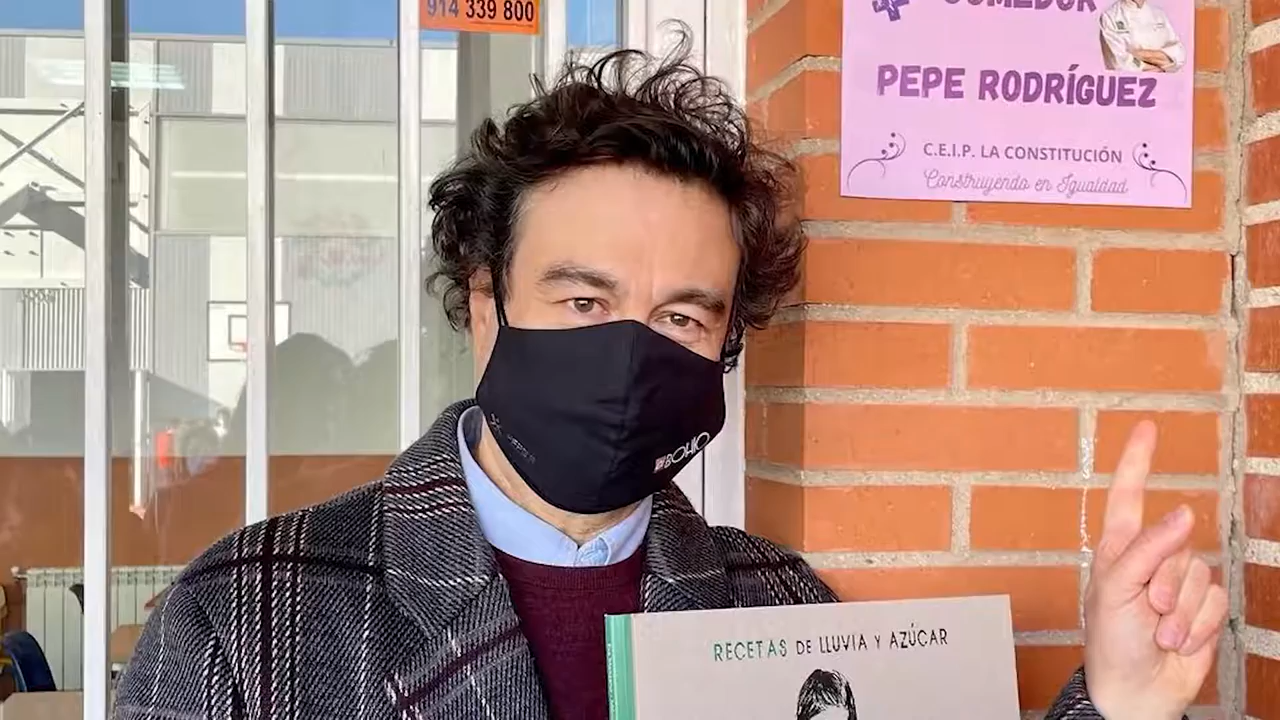 914 339 800
COMEDOR
PEPE RODRÍGUEZ
C.E.I.P. LA CONSTITUCIÓN
Construyendo en Igualdad
BOHIO
RECETAS DE LLUVIA Y AZÚCAR